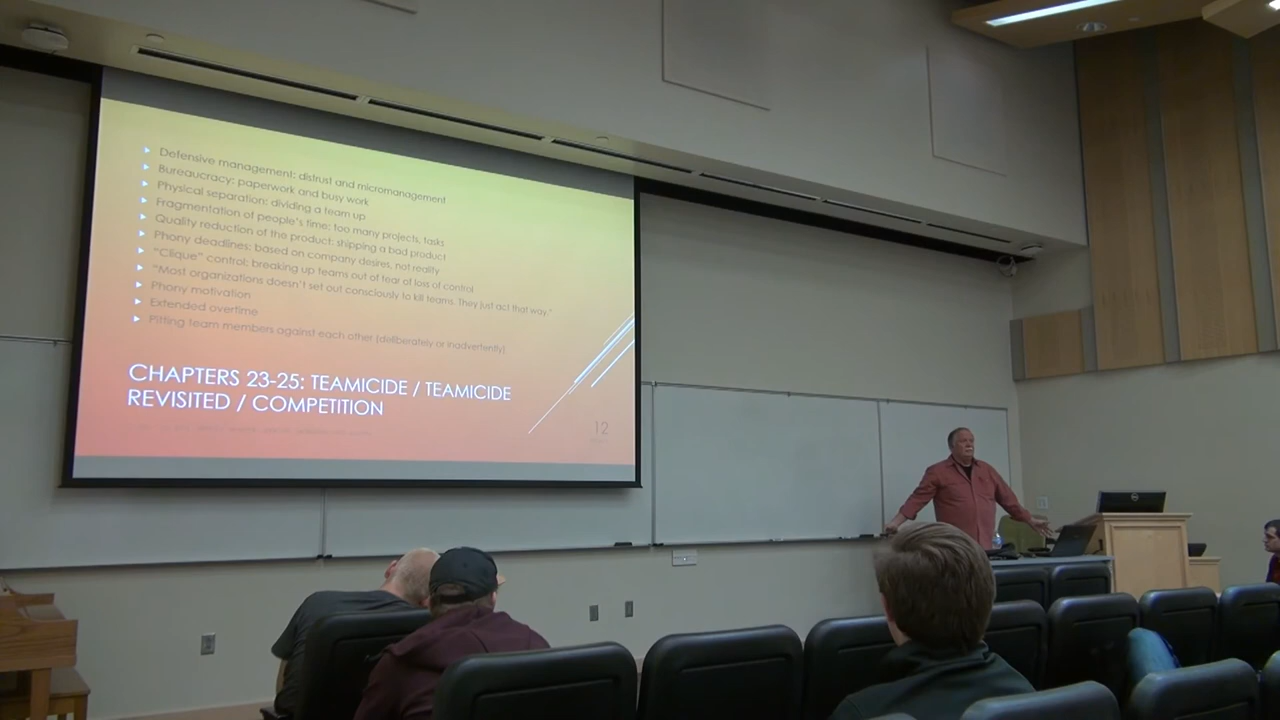 Defensive management: distrust and micromanagement
Bureaucracy: paperwork and busy work
Physical separation: dividing a team up
Fragmentation of people's time: too many projects, tasks
Quality reduction of the product: shipping a bad product
Phony deadlines: based on company desires, not reality
"Clique" control: breaking up teams out of fear of loss of control
"Most organizations doesn't set out consciously to kill teams. They just act that way."
Phony motivation
Extended overtime
Pitting team members against each other (deliberately or inadvertently)
CHAPTERS 23-25: TEAMICIDE / TEAMICIDE
REVISITED / COMPETITION
12